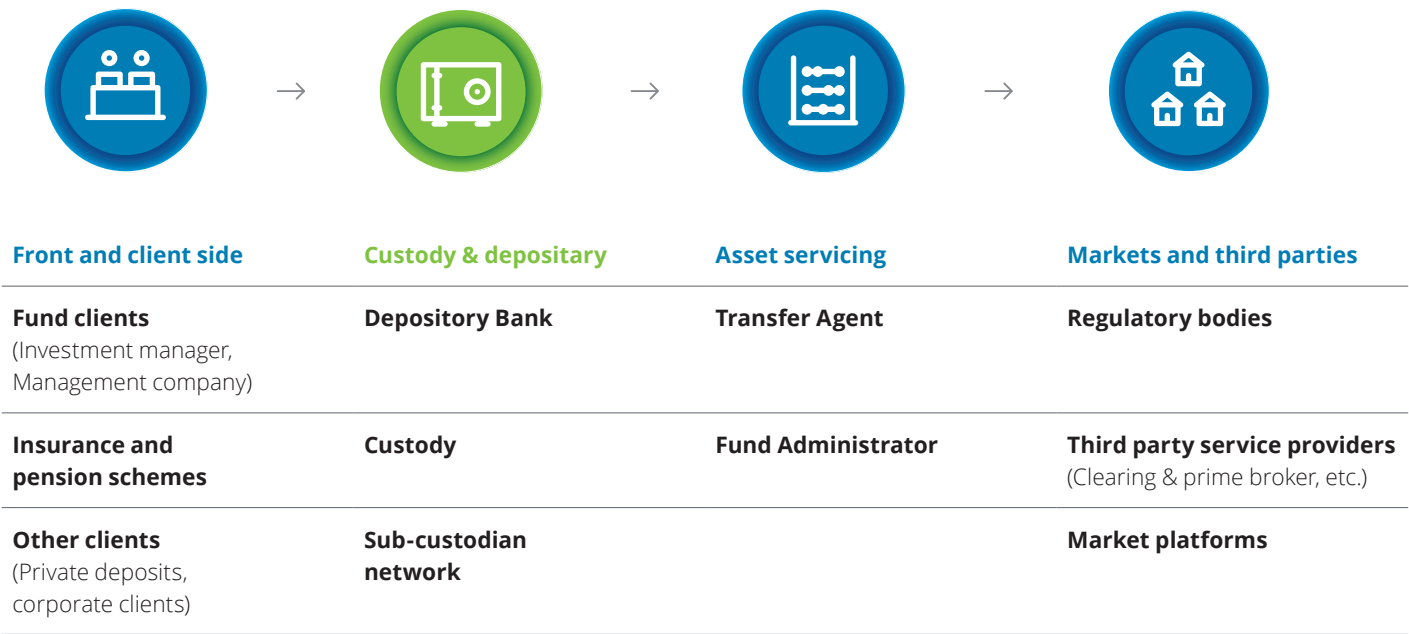 Front and client side
Custody & depositary
Asset servicing
Markets and third parties
Fund clients
(Investment manager,
Management company)
Depository Bank
Transfer Agent
Regulatory bodies
Insurance and
pension schemes
Custody
Fund Administrator
Third party service providers
(Clearing & prime broker, etc.)
Other clients
(Private deposits,
corporate clients)
Sub-custodian
network
Market platforms